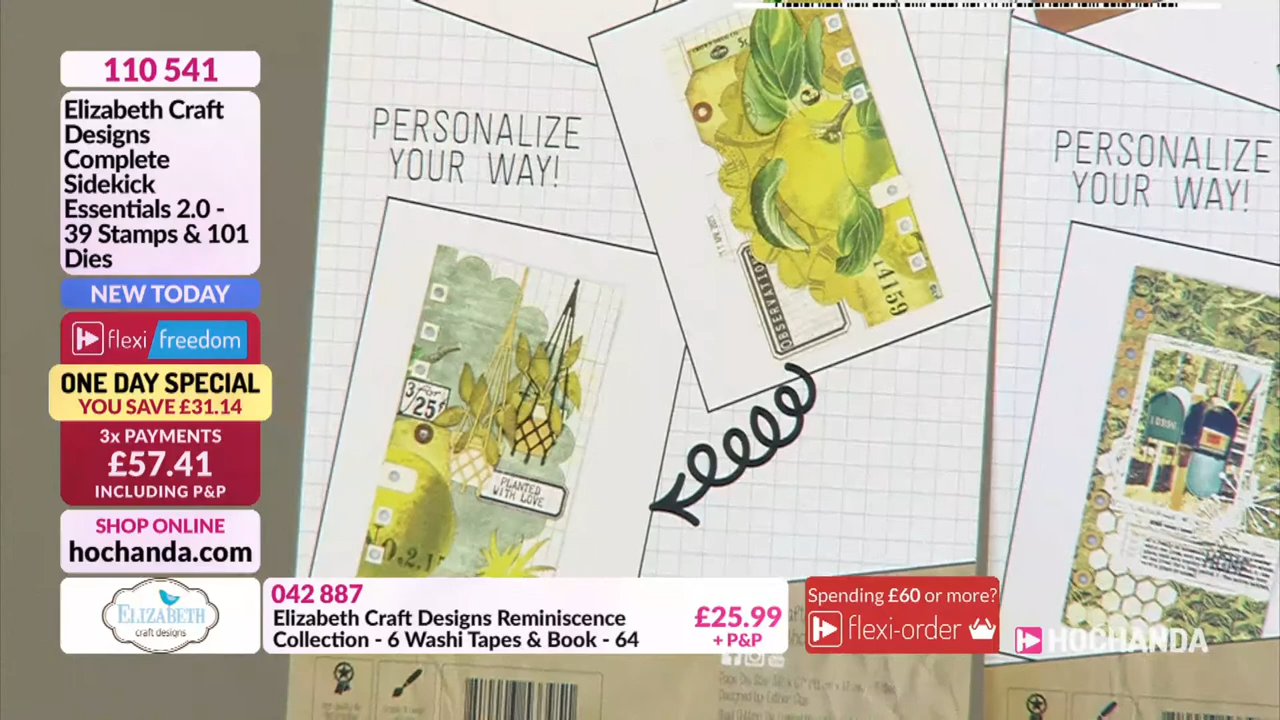 110 541
Elizabeth Craft
Designs
Complete
Sidekick
Essentials 2.0 -
39 Stamps & 101
Dies
NEW TODAY
flexi freedom
ONE DAY SPECIAL
YOU SAVE £31.14
3x PAYMENTS
£57.41
INCLUDING P&P
SHOP ONLINE
hochanda.com
PERSONALIZE
YOUR WAY!
3 for
25¢
PLANTED
WITH LOVE
OBSERVATION
14159
PERSONALIZE
YOUR WAY!
ELIZABETH
craft designs
042 887
Elizabeth Craft Designs Reminiscence
Collection - 6 Washi Tapes & Book - 64
£25.99
+ P&P
Spending £60 or more?
flexi-order
HOCHANDA